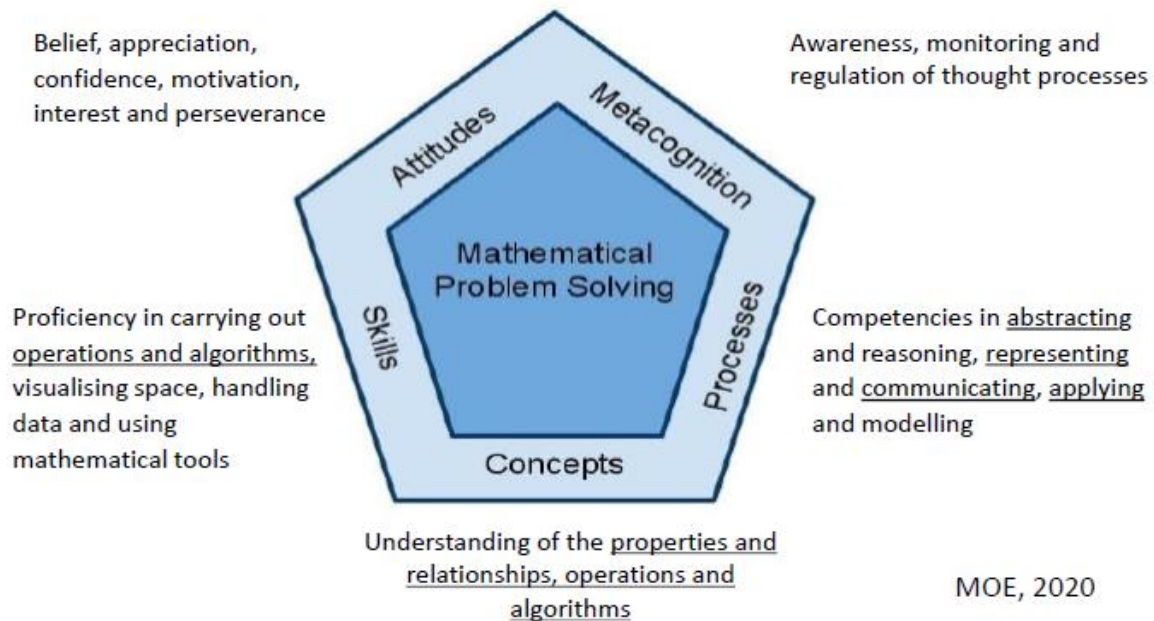 Belief, appreciation,
confidence, motivation,
interest and perseverance
Awareness, monitoring and
regulation of thought processes
Attitudes
Metacognition
Mathematical
Problem Solving
Skills
Processes
Concepts
Proficiency in carrying out
operations and algorithms,
visualising space, handling
data and using
mathematical tools
Competencies in abstracting
and reasoning, representing
and communicating, applying
and modelling
Understanding of the properties and
relationships, operations and
algorithms
MOE, 2020